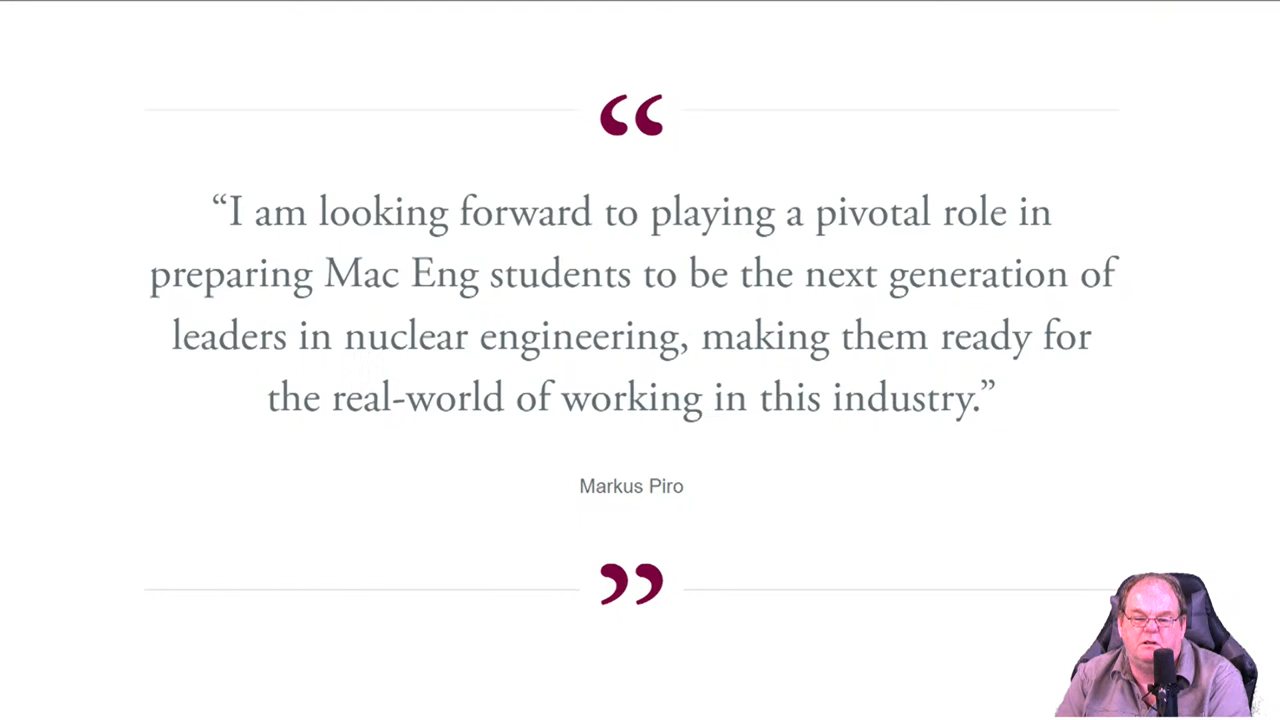 “
“I am looking forward to playing a pivotal role in
preparing Mac Eng students to be the next generation of
leaders in nuclear engineering, making them ready for
the real-world of working in this industry.”
Markus Piro
”